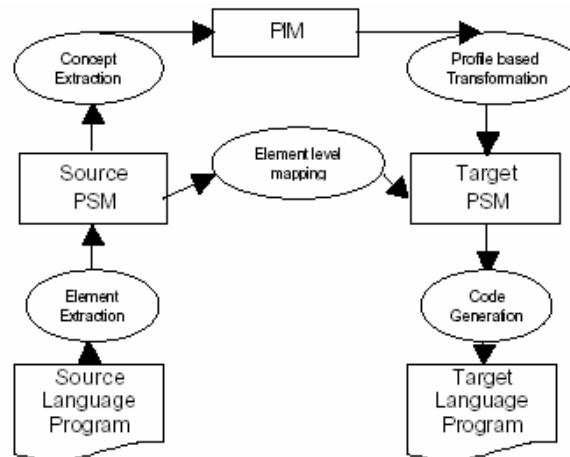 PIM
Concept
Extraction
Profile based
Transformation
Element level
mapping
Source
PSM
Target
PSM
Element
Extraction
Code
Generation
Source
Language
Program
Target
Language
Program